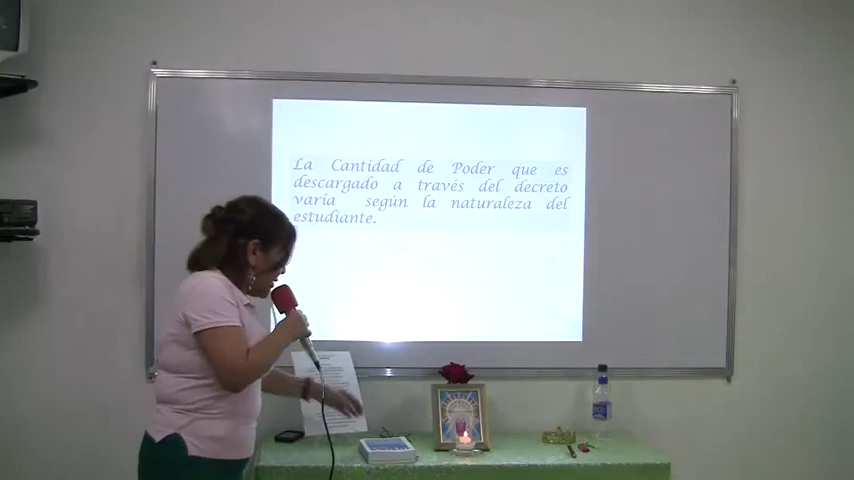 La Cantidad de Poder que es
descargado a través del decreto
varía según la naturaleza del
estudiante.